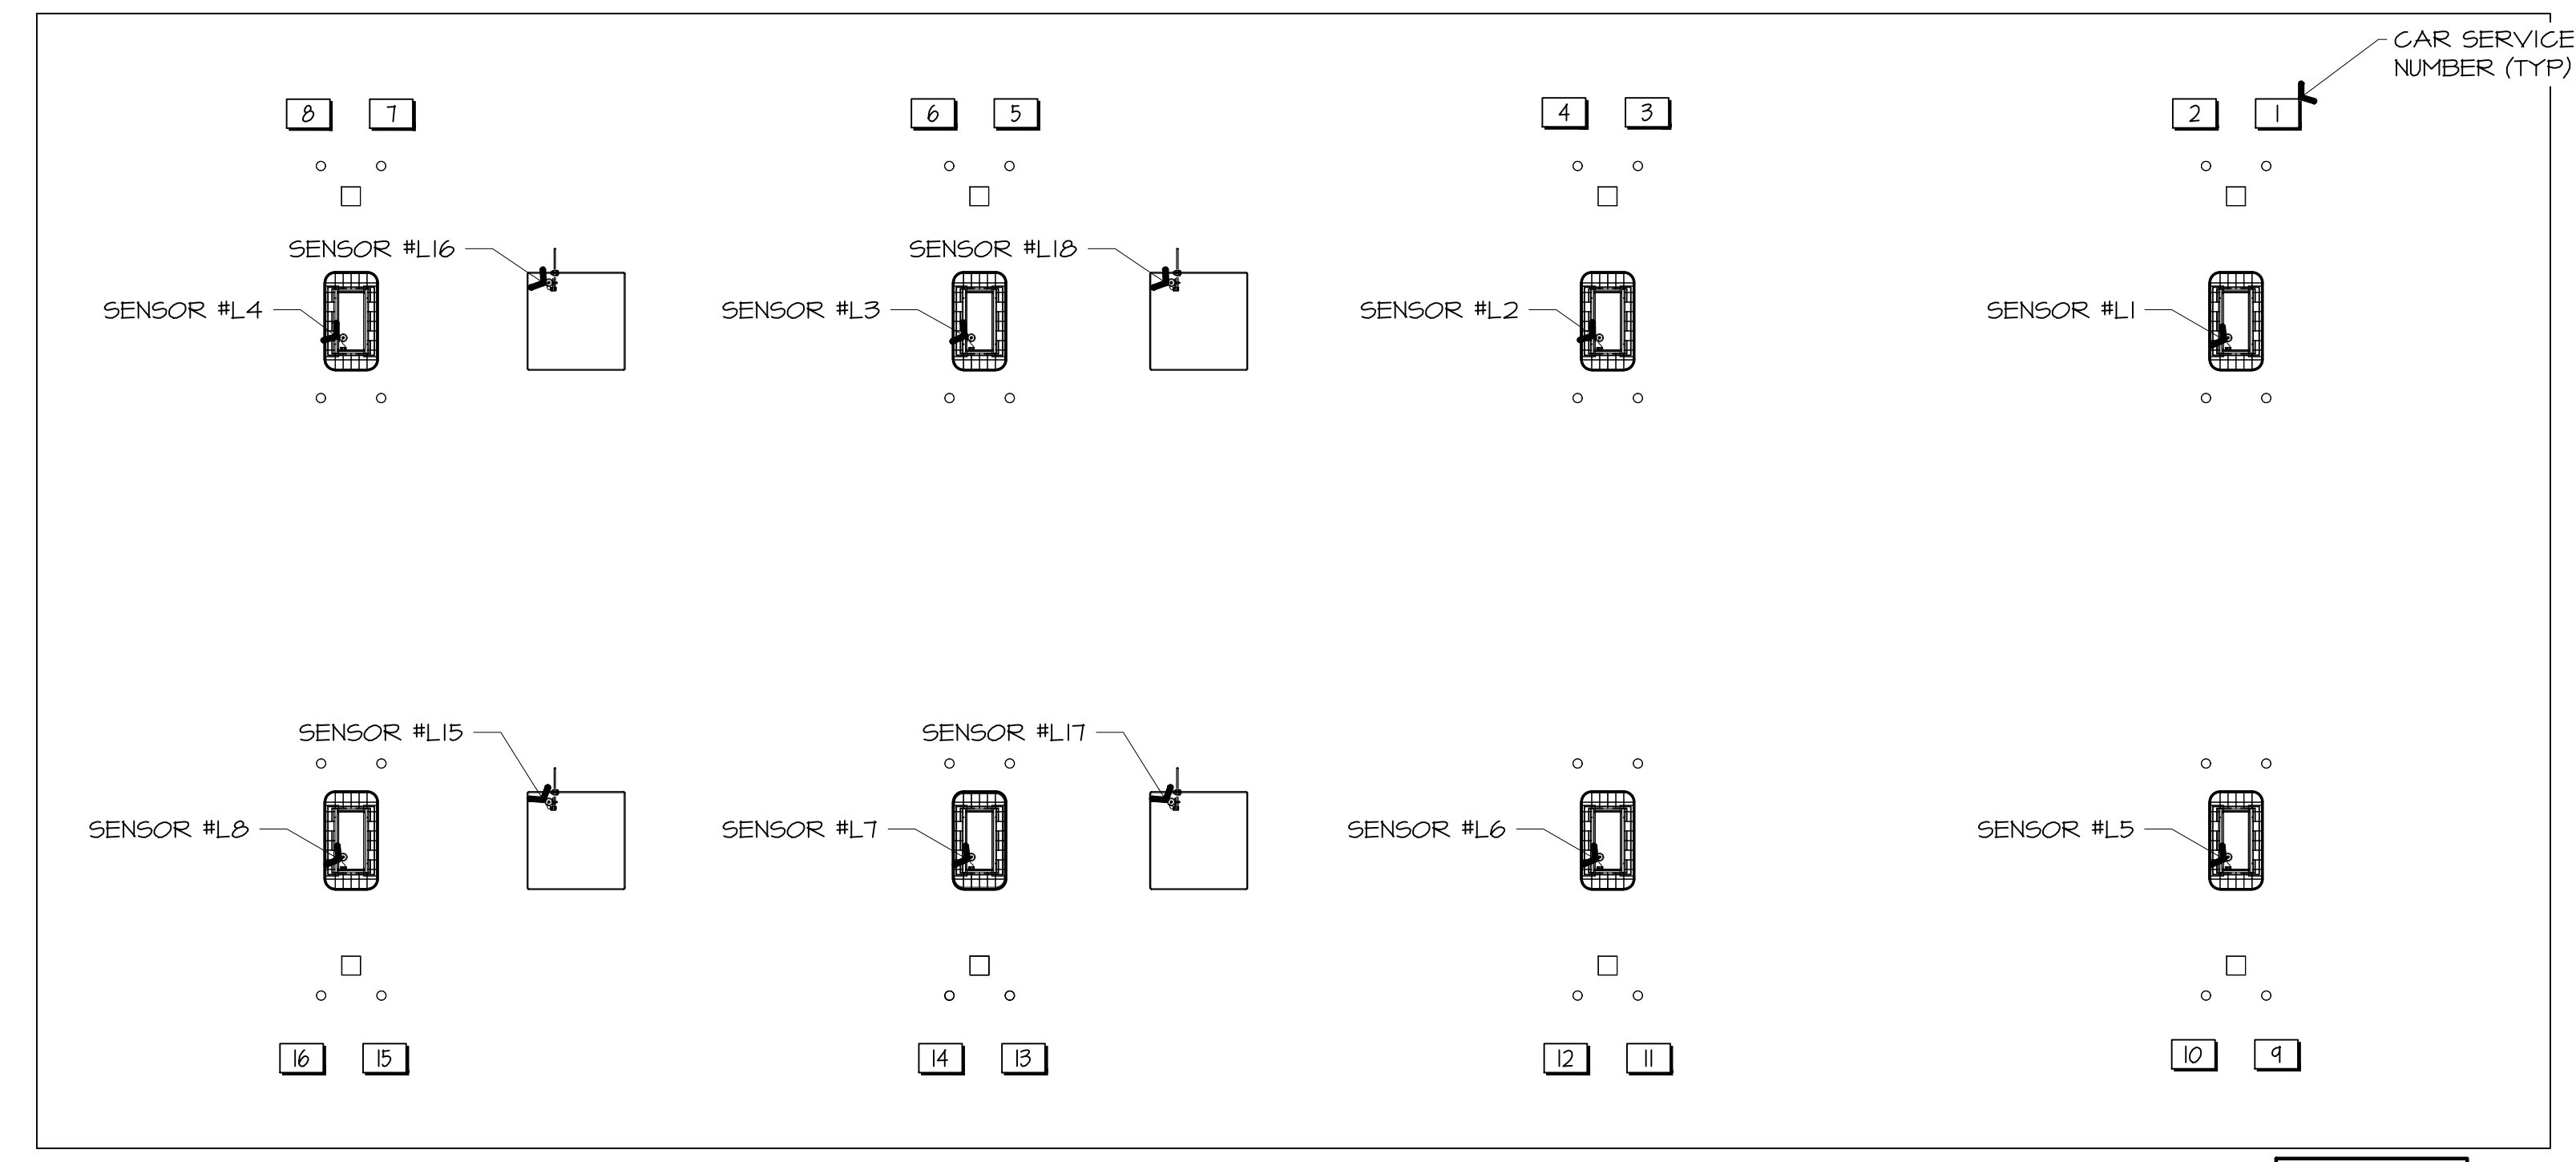 CAR SERVICE
NUMBER (TYP)
8 7 6 5 4 3 2 1
SENSOR #L16 SENSOR #L18
SENSOR #L4 SENSOR #L3 SENSOR #L2 SENSOR #L1
SENSOR #L15 SENSOR #L17
SENSOR #L8 SENSOR #L7 SENSOR #L6 SENSOR #L5
16 15 14 13 12 11 10 9